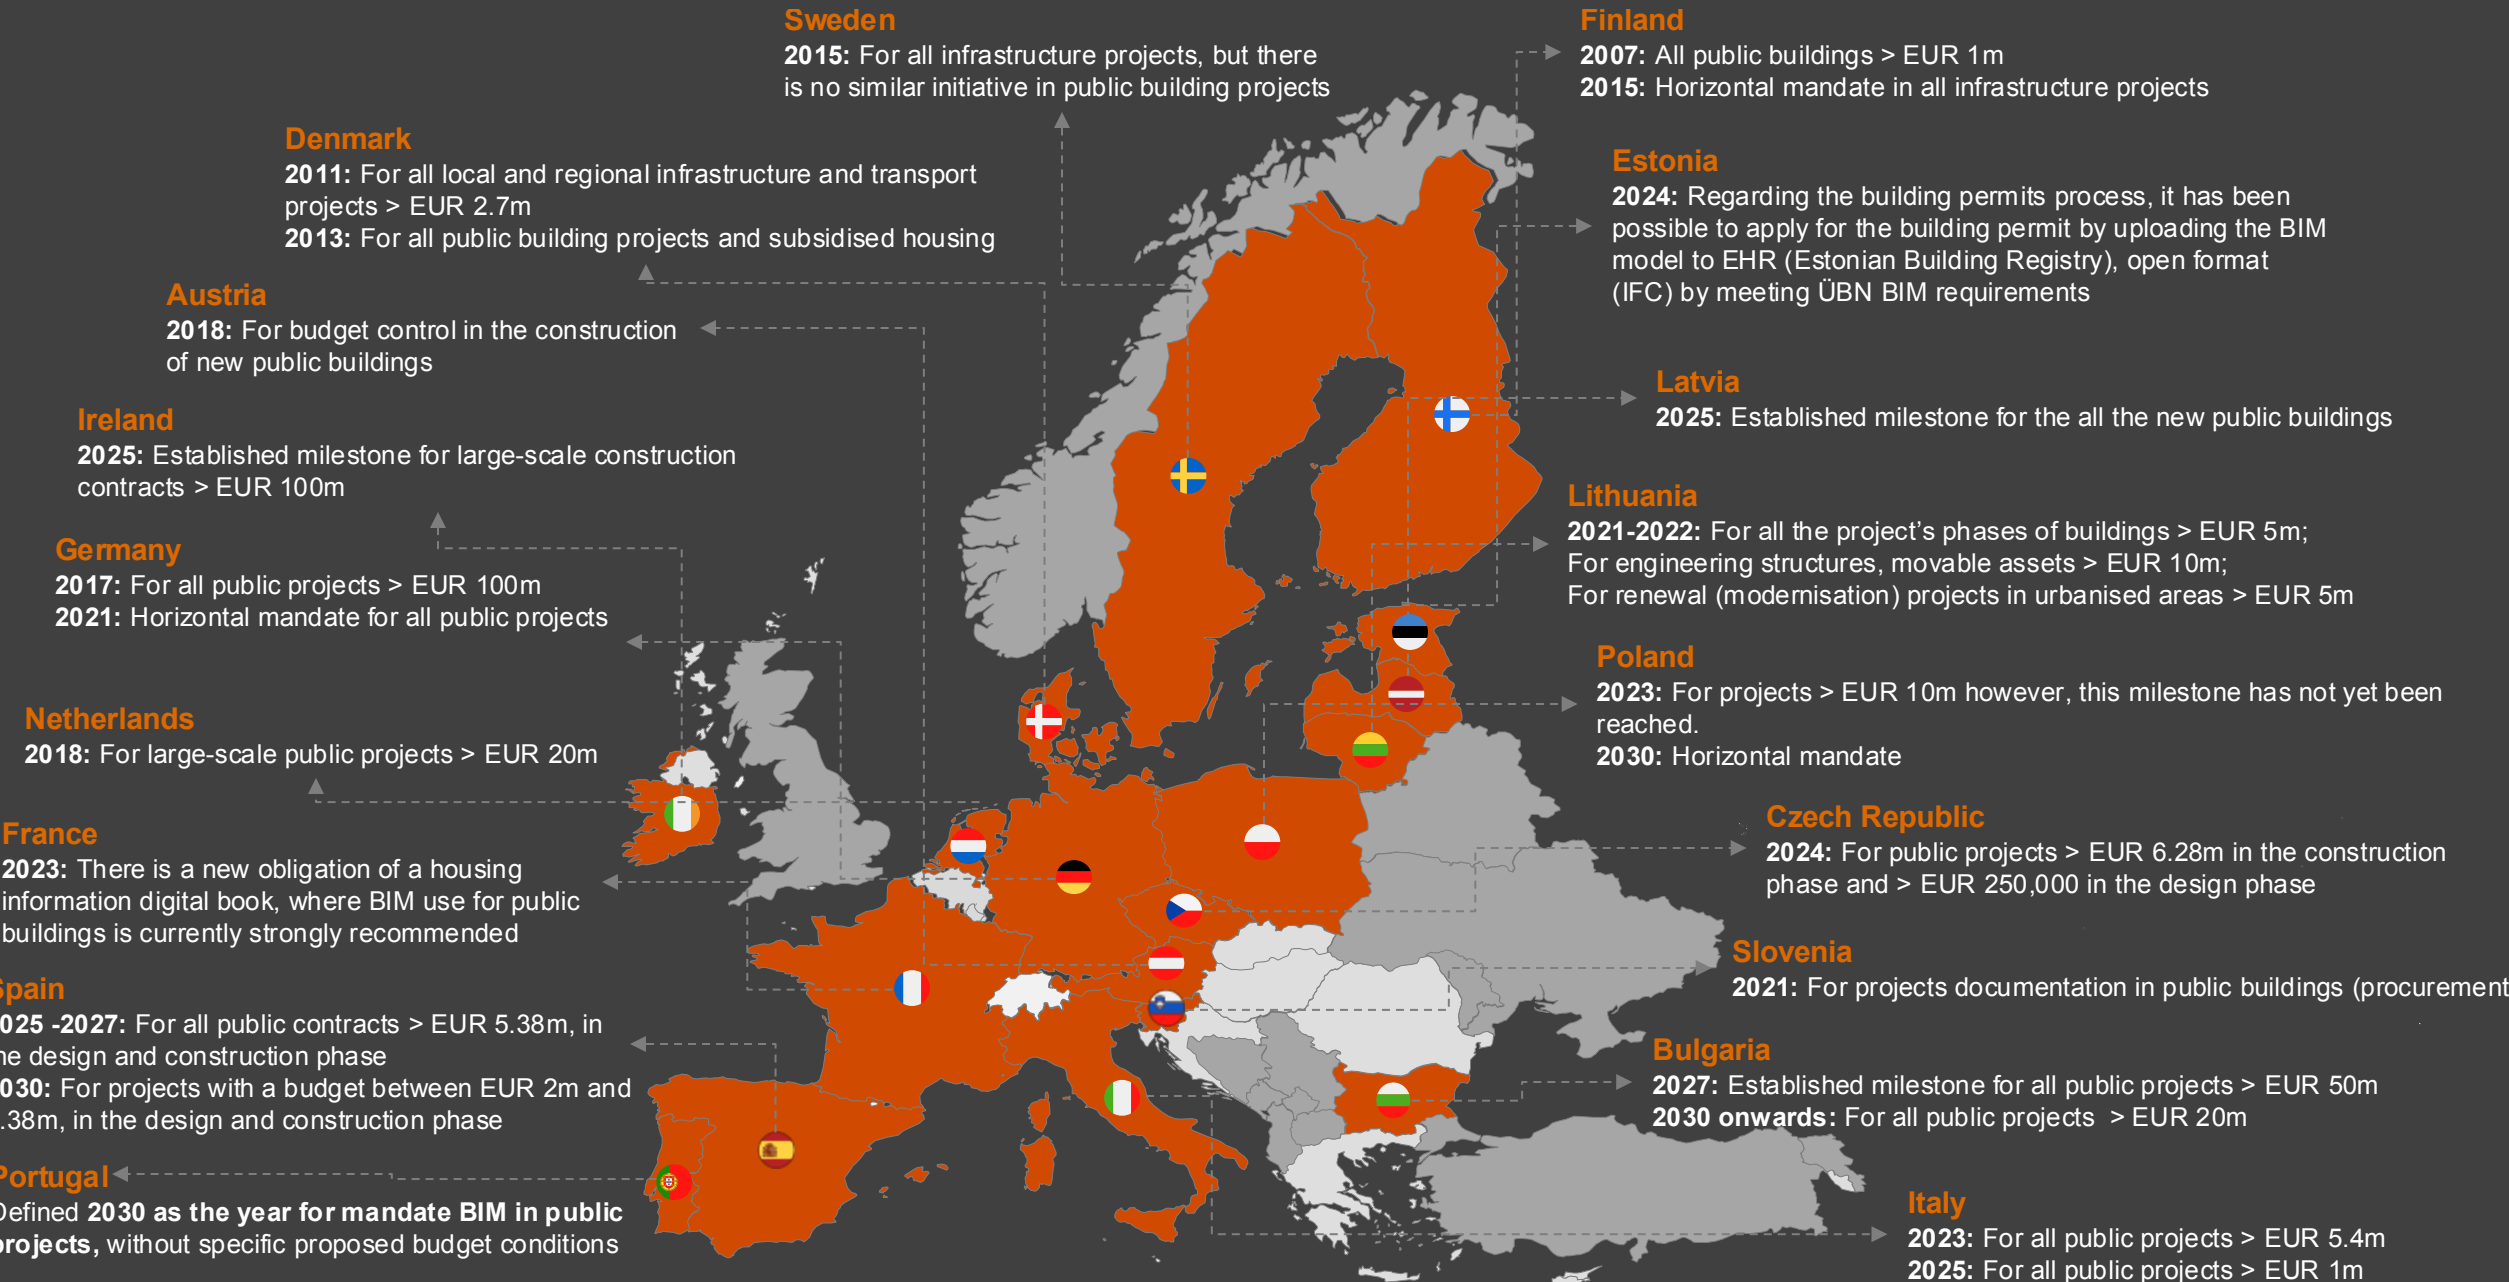 Sweden
2015: For all infrastructure projects, but there
is no similar initiative in public building projects
Finland
2007: All public buildings > EUR 1m
2015: Horizontal mandate in all infrastructure projects
Denmark
2011: For all local and regional infrastructure and transport
projects > EUR 2.7m
2013: For all public building projects and subsidised housing
Estonia
2024: Regarding the building permits process, it has been
possible to apply for the building permit by uploading the BIM
model to EHR (Estonian Building Registry), open format
(IFC) by meeting ÜBN BIM requirements
Austria
2018: For budget control in the construction
of new public buildings
Latvia
2025: Established milestone for the all the new public buildings
Ireland
2025: Established milestone for large-scale construction
contracts > EUR 100m
Lithuania
2021-2022: For all the project's phases of buildings > EUR 5m;
For engineering structures, movable assets > EUR 10m;
For renewal (modernisation) projects in urbanised areas > EUR 5m
Germany
2017: For all public projects > EUR 100m
2021: Horizontal mandate for all public projects
Poland
2023: For projects > EUR 10m however, this milestone has not yet been
reached.
2030: Horizontal mandate
Netherlands
2018: For large-scale public projects > EUR 20m
Czech Republic
2024: For public projects > EUR 6.28m in the construction
phase and > EUR 250,000 in the design phase
France
2023: There is a new obligation of a housing
information digital book, where BIM use for public
buildings is currently strongly recommended
Slovenia
2021: For projects documentation in public buildings (procurement
Spain
025 -2027: For all public contracts > EUR 5.38m, in
he design and construction phase
030: For projects with a budget between EUR 2m and
.38m, in the design and construction phase
Bulgaria
2027: Established milestone for all public projects > EUR 50m
2030 onwards: For all public projects > EUR 20m
Portugal
Defined 2030 as the year for mandate BIM in public
projects, without specific proposed budget conditions
Italy
2023: For all public projects > EUR 5.4m
2025: For all public projects > EUR 1m